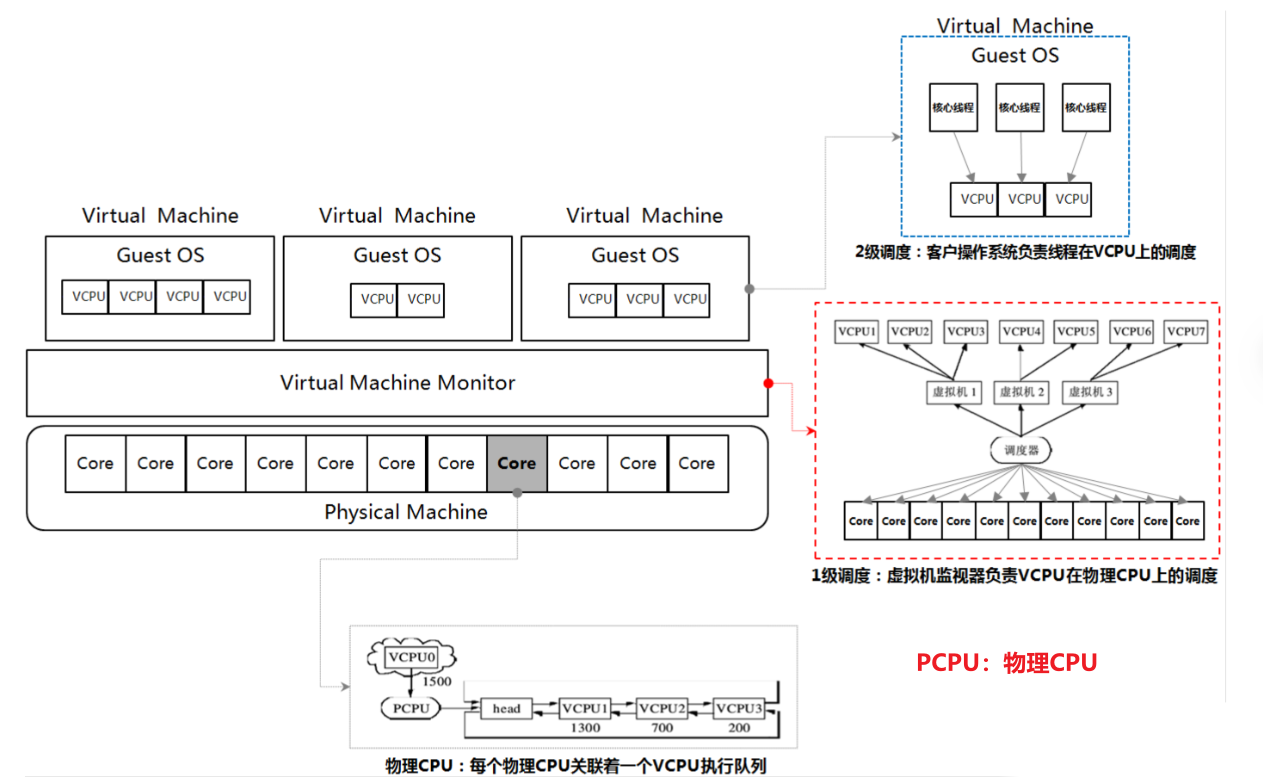 Virtual Machine
Guest OS
核心线程 核心线程 核心线程
VCPU VCPU VCPU
2级调度：客户操作系统负责线程在VCPU上的调度
Virtual Machine Virtual Machine Virtual Machine
Guest OS Guest OS Guest OS
VCPU VCPU VCPU VCPU VCPU VCPU VCPU VCPU VCPU
Virtual Machine Monitor
Core Core Core Core Core Core Core Core Core Core Core
Physical Machine
VCPU1 VCPU2 VCPU3 VCPU4 VCPU5 VCPU6 VCPU7
虚拟机 1 虚拟机 2 虚拟机 3
调度器
Core Core Core Core Core Core Core Core Core Core Core
1级调度：虚拟机监视器负责VCPU在物理CPU上的调度
VCPU0
1500
PCPU head VCPU1 VCPU2 VCPU3
1300 700 200
物理CPU：每个物理CPU关联着一个VCPU执行队列
PCPU：物理CPU